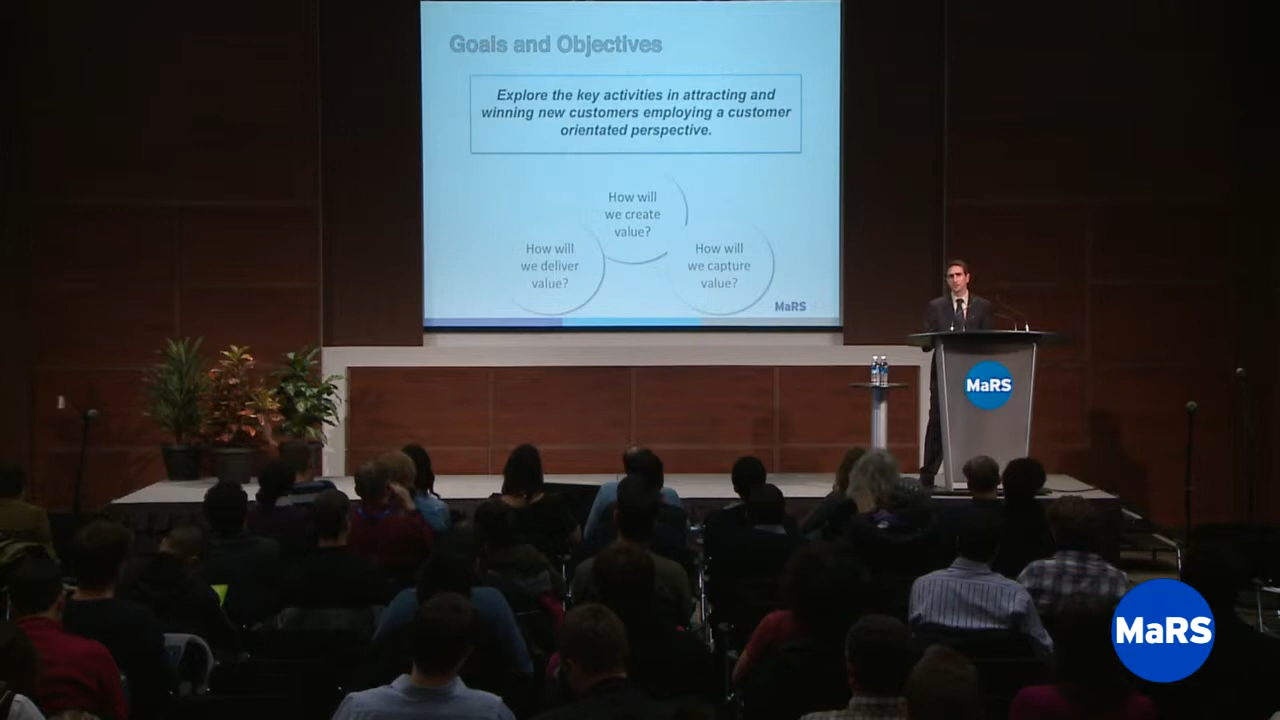 Goals and Objectives
Explore the key activities in attracting and
winning new customers employing a customer
orientated perspective.
How will
we create
value?
How will
we deliver
value?
How will
we capture
value?
MaRS
MaRS
MaRS